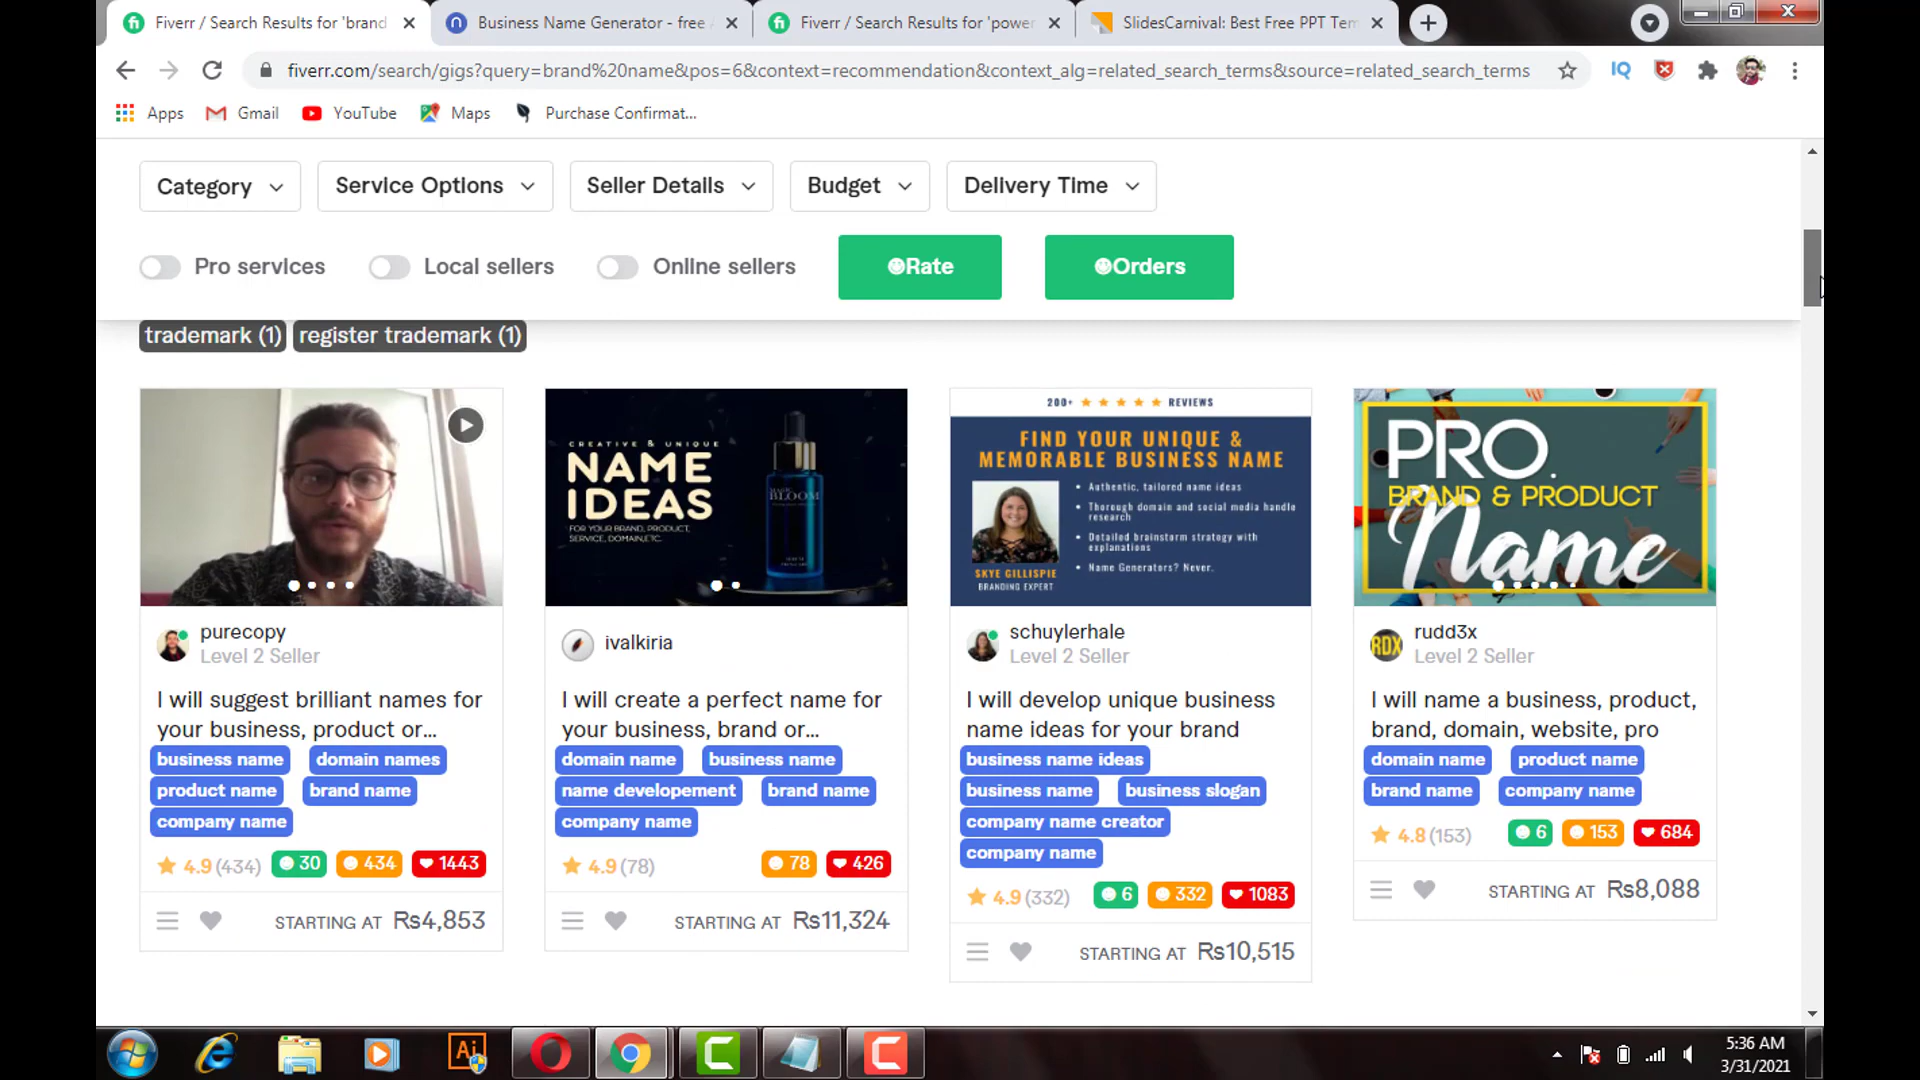 Fiverr / Search Results for 'brand
Business Name Generator - free
Fiverr / Search Results for 'power
SlidesCarnival: Best Free PPT Tem
fiverr.com/search/gigs?query=brand%20name&pos=6&context=recommendation&context_alg=related_search_terms&source=related_search_terms
IQ
Apps
Gmail
YouTube
Maps
Purchase Confirmat...
Category
Service Options
Seller Details
Budget
Delivery Time
Pro services
Local sellers
Online sellers
Rate
Orders
trademark (1) register trademark (1)
CREATIVE & UNIQUE
NAME
IDEAS
FOR YOUR BRAND, PRODUCT,
SERVICE, DOMAIN,ETC.
BLOOM
200+ REVIEWS
FIND YOUR UNIQUE &
MEMORABLE BUSINESS NAME
Authentic, tailored name ideas
Thorough domain and social media handle
research
Detailed brainstorm strategy with
explanations
Name Generators? Never.
SKYE GILLISPIE
BRANDING EXPERT
PRO.
BRAND & PRODUCT
Name
purecopy
Level 2 Seller
I will suggest brilliant names for
your business, product or...
business name domain names
product name brand name
company name
4.9 (434) 30 434 1443
STARTING AT Rs4,853
ivalkiria
I will create a perfect name for
your business, brand or...
domain name business name
name developement brand name
company name
4.9 (78) 78 426
STARTING AT Rs11,324
schuylerhale
Level 2 Seller
I will develop unique business
name ideas for your brand
business name ideas
business name business slogan
company name creator
company name
4.9 (332) 6 332 1083
STARTING AT Rs10,515
RDX
rudd3x
Level 2 Seller
I will name a business, product,
brand, domain, website, pro
domain name product name
brand name company name
4.8 (153) 6 153 684
STARTING AT Rs8,088
Ai
5:36 AM
3/31/2021